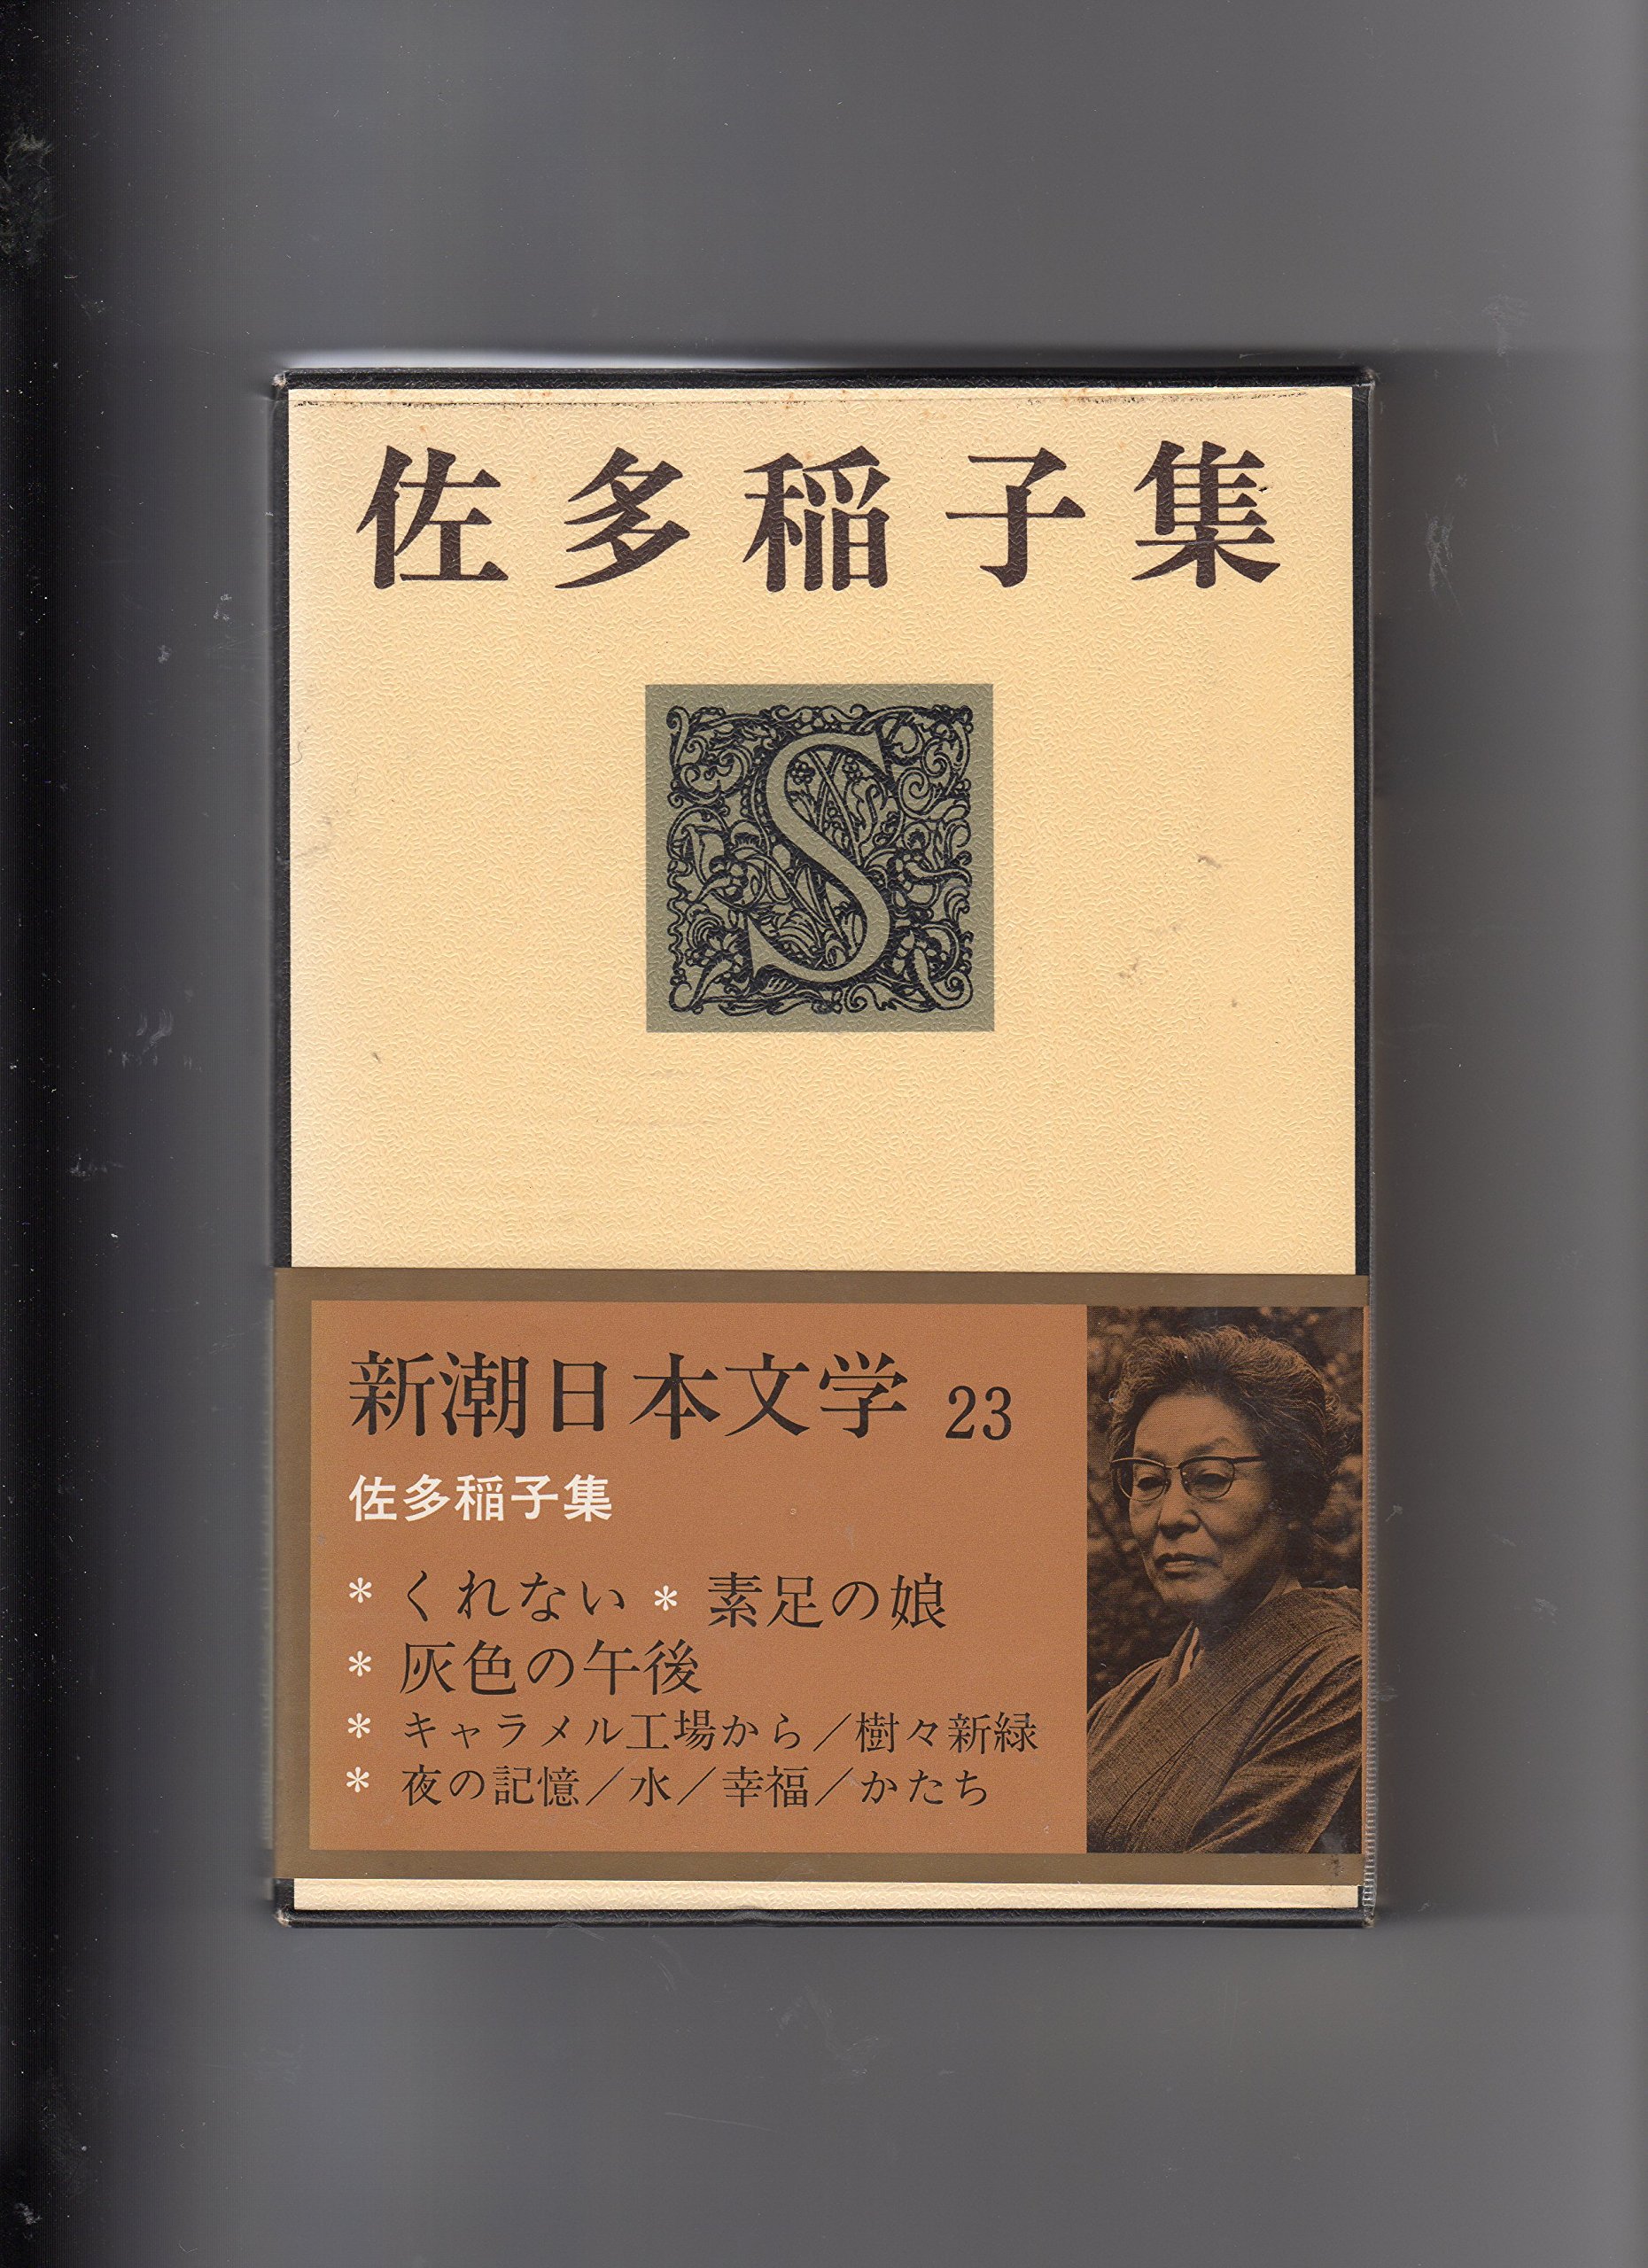 佐多稲子集
S
新潮日本文学 23
佐多稲子集
* くれない * 素足の娘
* 灰色の午後
* キャラメル工場から／樹々新緑
* 夜の記憶／水／幸福／かたち